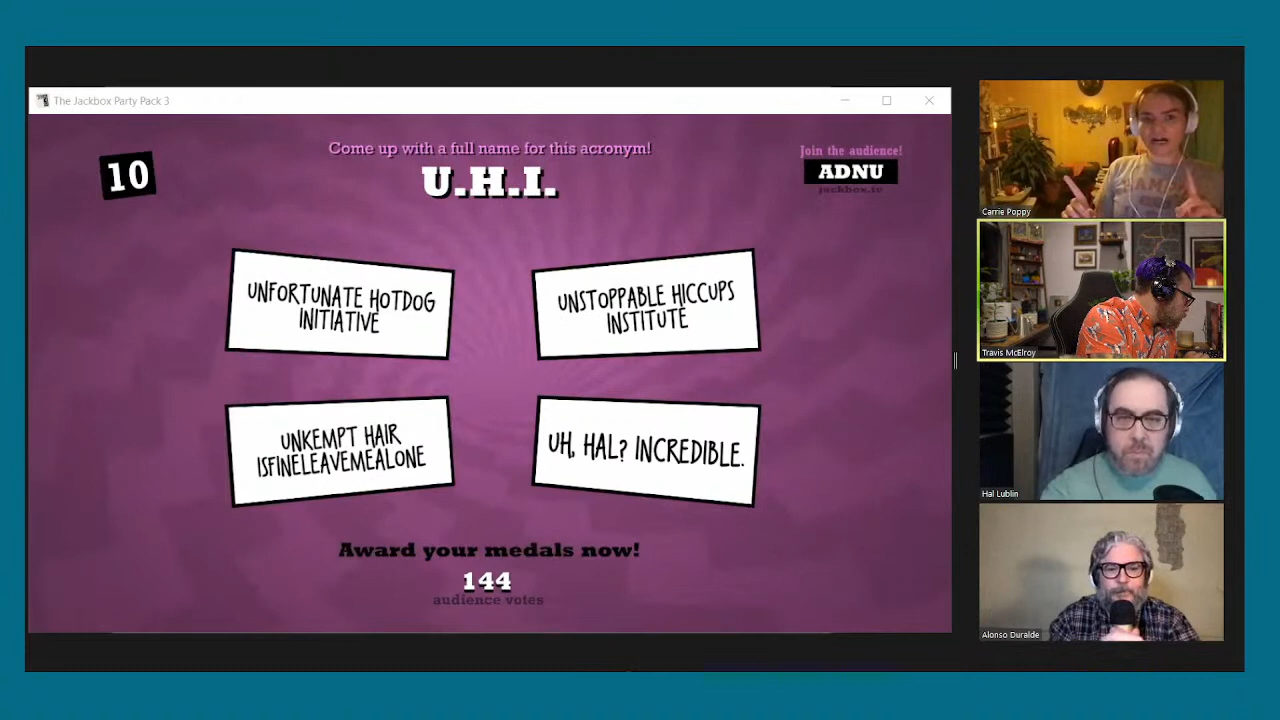 The Jackbox Party Pack 3
10
Come up with a full name for this acronym!
U.H.I.
Join the audience!
ADNU
jackbox.tv
UNFORTUNATE HOTDOG
INITIATIVE
UNSTOPPABLE HICCUPS
INSTITUTE
UNKEMPT HAIR
ISFINELEAVEMEALONE
UH, HAL? INCREDIBLE.
Award your medals now!
144
audience votes
Carrie Poppy
Travis McElroy
Hal Lublin
Alonso Duralde